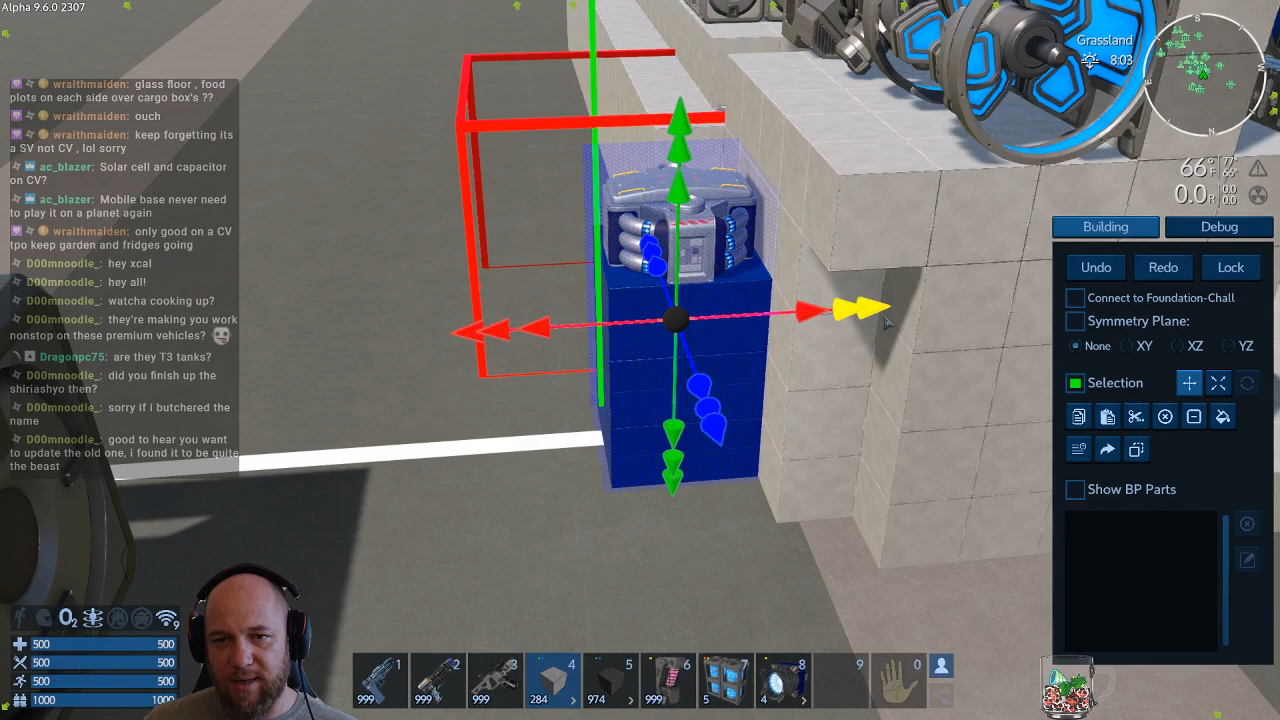 Alpha 9.6.0 2307
wraithmaiden: glass floor , food
plots on each side over cargo box's ??
wraithmaiden: ouch
wraithmaiden: keep forgetting its
a SV not CV , lol sorry
ac_blazer: Solar cell and capacitor
on CV?
ac_blazer: Mobile base never need
to play it on a planet again
wraithmaiden: only good on a CV
tpo keep garden and fridges going
D00mnoodle_: hey xcal
D00mnoodle_: hey all!
D00mnoodle_: watcha cooking up?
D00mnoodle_: they're making you work
nonstop on these premium vehicles?
Dragonpc75: are they T3 tanks?
D00mnoodle_: did you finish up the
shiriashyo then?
D00mnoodle_: sorry if i butchered the
name
D00mnoodle_: good to hear you want
to update the old one, i found it to be quite
the beast
Grassland
8:03
S
E
W
N
66°F
77°
66°
0.0R
0.0
0.0
Building
Debug
Undo
Redo
Lock
Connect to Foundation-Chall
Symmetry Plane:
None
XY
XZ
YZ
Selection
Show BP Parts
O2
9
500
500
500
500
500
500
1000
1000
1
999
2
999
3
999
4
284
5
974
6
999
7
5
8
4
9
0